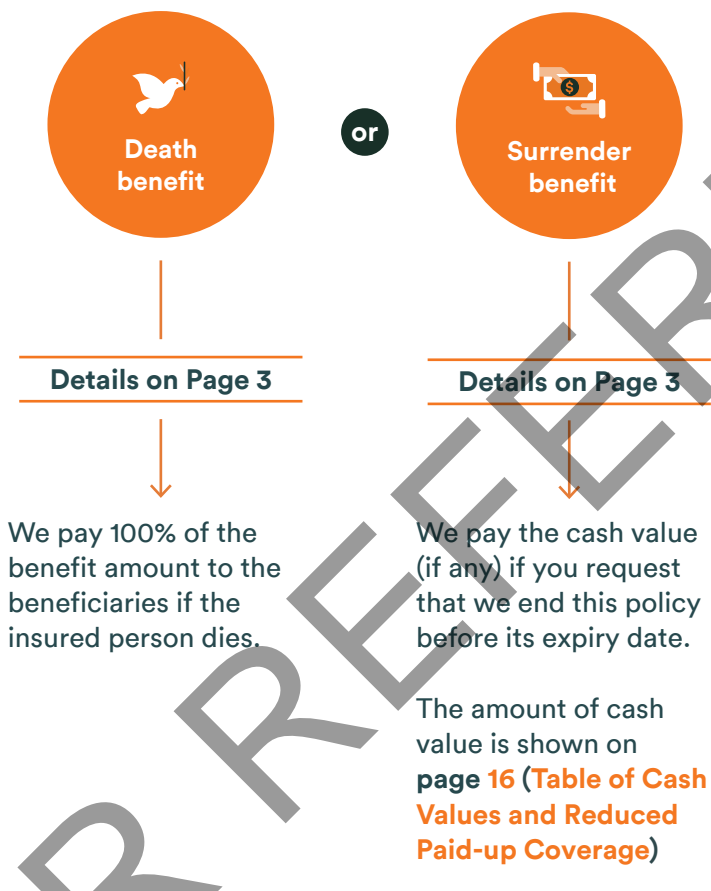 Death
benefit
or
Surrender
benefit
Details on Page 3
Details on Page 3
We pay 100% of the
benefit amount to the
beneficiaries if the
insured person dies.
We pay the cash value
(if any) if you request
that we end this policy
before its expiry date.
The amount of cash
value is shown on
page 16 (Table of Cash
Values and Reduced
Paid-up Coverage)